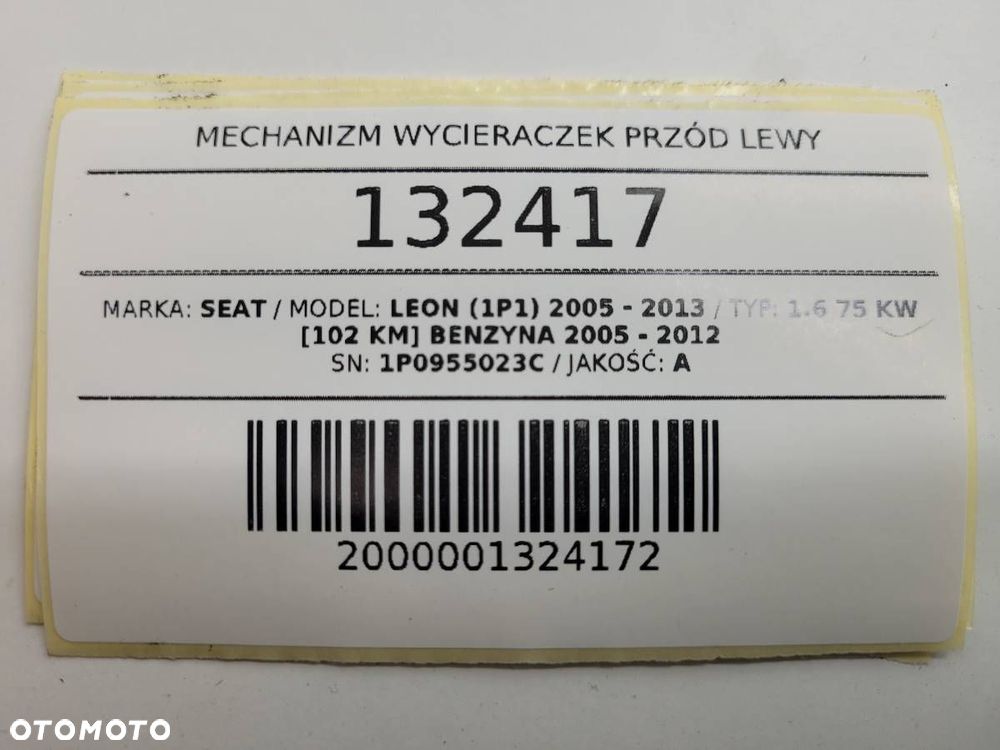 MECHANIZM WYCIERACZEK PRZÓD LEWY
132417
MARKA: SEAT / MODEL: LEON (1P1) 2005 - 2013 / TYP: 1.6 75 KW
[102 KM] BENZYNA 2005 - 2012
SN: 1P0955023C / JAKOŚĆ: A
2000001324172
OTOMOTO